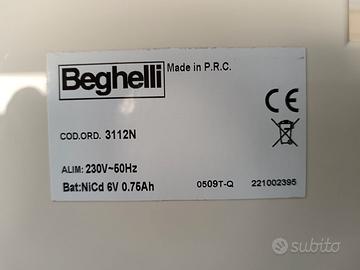 Beghelli
Made in P.R.C.
CE
COD.ORD. 3112N
ALIM: 230V~50Hz
Bat:NiCd 6V 0.75Ah
0509T-Q
221002395
subito